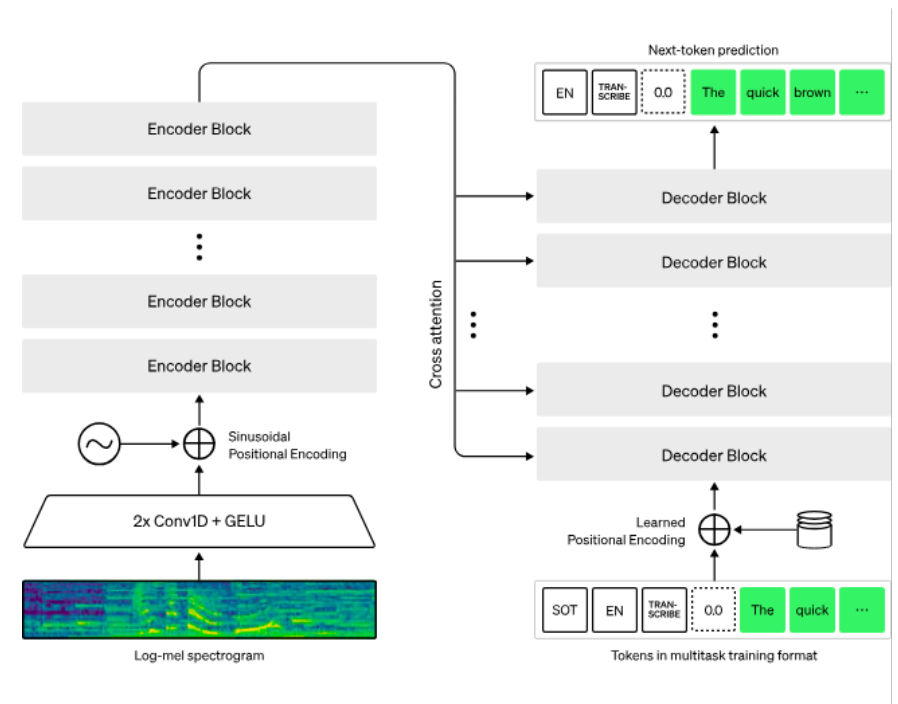 Next-token prediction
EN TRAN-SCRIBE 0.0 The quick brown ...
Encoder Block
Encoder Block
Encoder Block
Encoder Block
Sinusoidal
Positional Encoding
2x Conv1D + GELU
Log-mel spectrogram
Cross attention
Decoder Block
Decoder Block
Decoder Block
Decoder Block
Learned
Positional Encoding
SOT EN TRAN-SCRIBE 0.0 The quick ...
Tokens in multitask training format